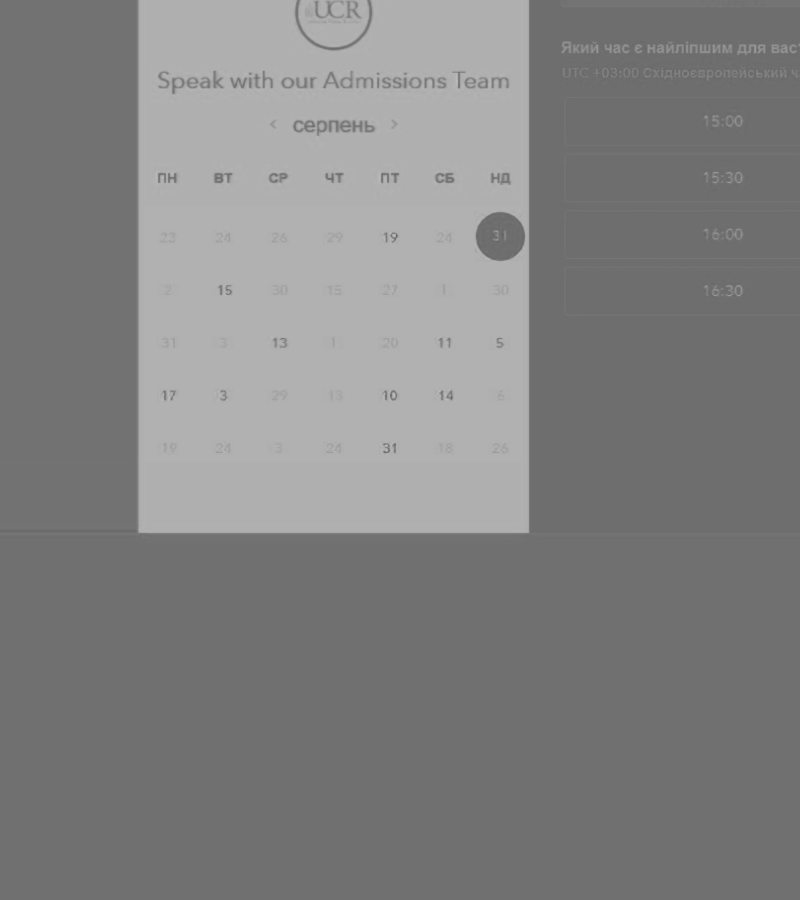 UCR
Speak with our Admissions Team
< серпень >
ПН ВТ СР ЧТ ПТ СБ НД
23 24 26 29 19 24 31
2 15 30 15 27 1 30
31 3 13 1 20 11 5
17 3 29 13 10 14 6
19 24 3 24 31 18 26
Який час є найліпшим для вас
UTC +03:00 Східноєвропейський ч
15:00
15:30
16:00
16:30